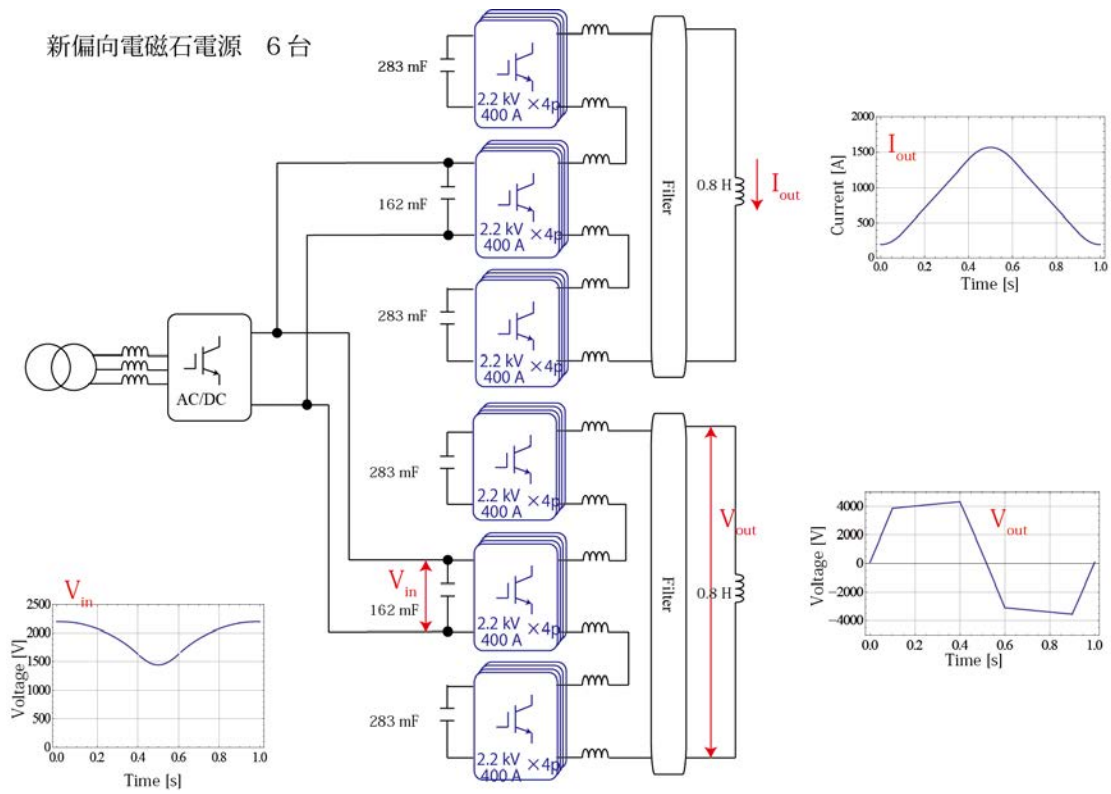 新偏向電磁石電源 6台
283 mF
2.2 kV ×4p
400 A
162 mF
2.2 kV ×4p
400 A
283 mF
2.2 kV ×4p
400 A
Filter
0.8 H
I out
AC/DC
283 mF
2.2 kV ×4p
400 A
V in
162 mF
2.2 kV ×4p
400 A
283 mF
2.2 kV ×4p
400 A
Filter
V out
0.8 H
I out
Current [A]
2000
1500
1000
500
0
0.0 0.2 0.4 0.6 0.8 1.0
Time [s]
V out
Voltage [V]
4000
2000
0
−2000
−4000
0.0 0.2 0.4 0.6 0.8 1.0
Time [s]
V in
Voltage [V]
2500
2000
1500
1000
500
0
0.0 0.2 0.4 0.6 0.8 1.0
Time [s]